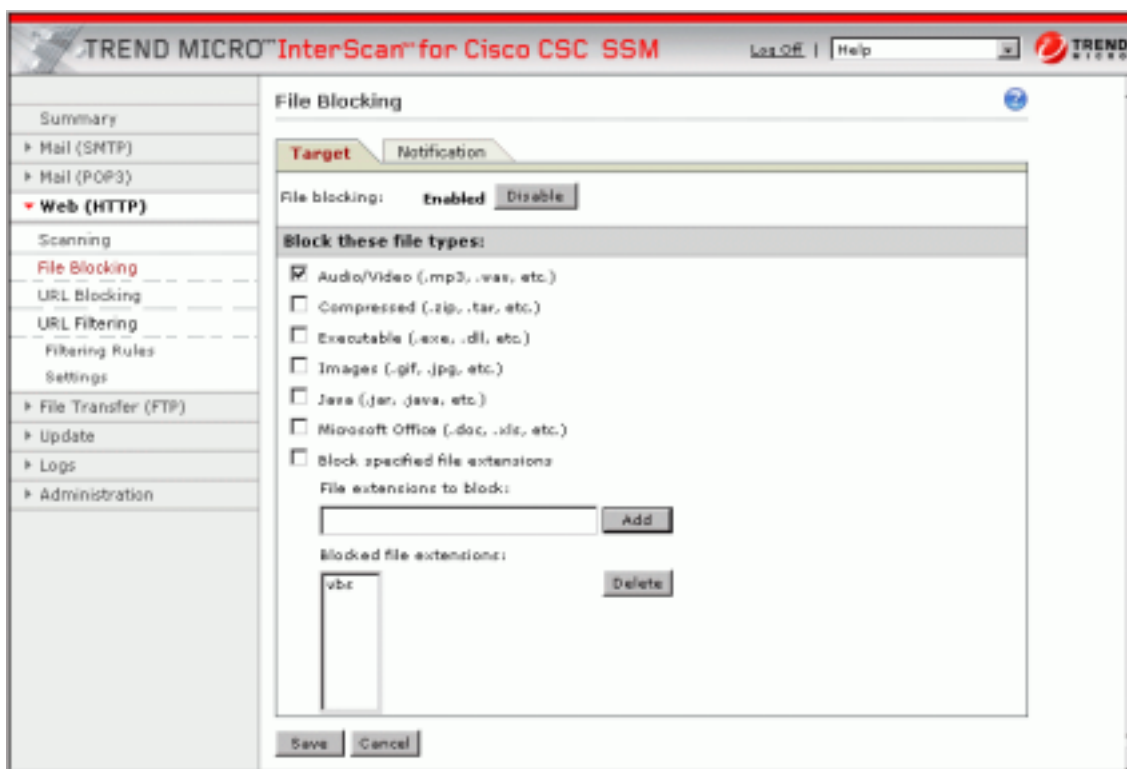 TREND MICRO™ InterScan™ for Cisco CSC SSM
Log Off | Help
TREND MICRO
Summary
Mail (SMTP)
Mail (POP3)
Web (HTTP)
Scanning
File Blocking
URL Blocking
URL Filtering
Filtering Rules
Settings
File Transfer (FTP)
Update
Logs
Administration
File Blocking
?
Target
Notification
File blocking: Enabled Disable
Block these file types:
Audio/Video (.mp3, .wav, etc.)
Compressed (.zip, .tar, etc.)
Executable (.exe, .dll, etc.)
Images (.gif, .jpg, etc.)
Java (.jar, .java, etc.)
Microsoft Office (.doc, .xls, etc.)
Block specified file extensions
File extensions to block:
Add
Blocked file extensions:
vbs
Delete
Save
Cancel